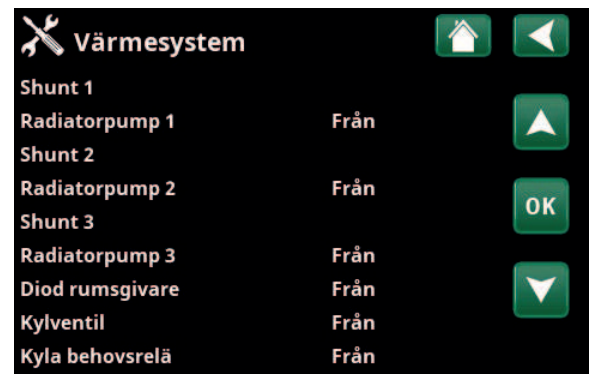 Värmesystem
Shunt 1
Radiatorpump 1 Från
Shunt 2
Radiatorpump 2 Från
OK
Shunt 3
Radiatorpump 3 Från
Diod rumsgivare Från
Kylventil Från
Kyla behovsrelä Från